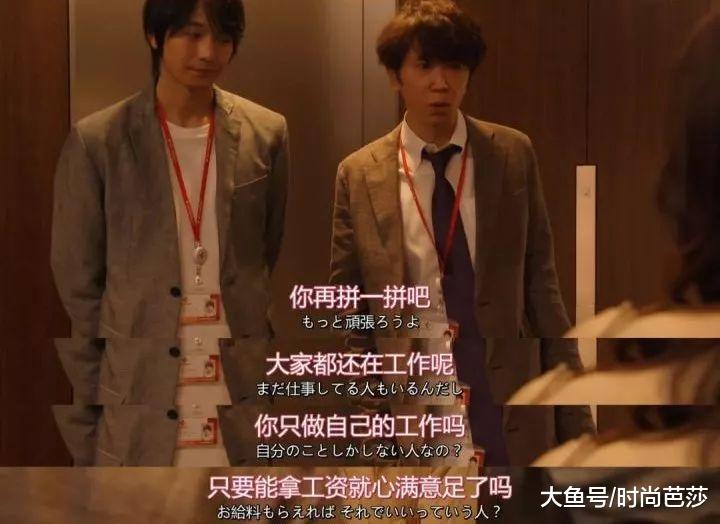 你再拼一拼吧
もっと頑張ろうよ
大家都还在工作呢
まだ仕事してる人もいるんだし
你只做自己的工作吗
自分のことしかしない人なの？
只要能拿工资就心满意足了吗
お給料もらえれば それでいいっていう人？
大鱼号/时尚芭莎